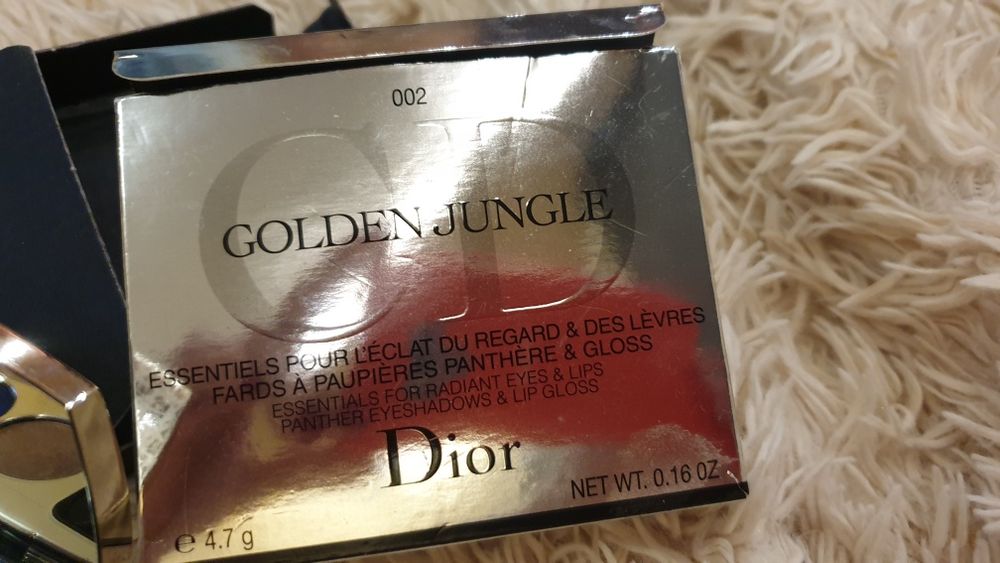 002
CD
GOLDEN JUNGLE
ESSENTIELS POUR L'ÉCLAT DU REGARD & DES LÈVRES
FARDS À PAUPIÈRES PANTHÈRE & GLOSS
ESSENTIALS FOR RADIANT EYES & LIPS
PANTHER EYESHADOWS & LIP GLOSS
Dior
NET WT. 0.16 OZ
e 4.7 g